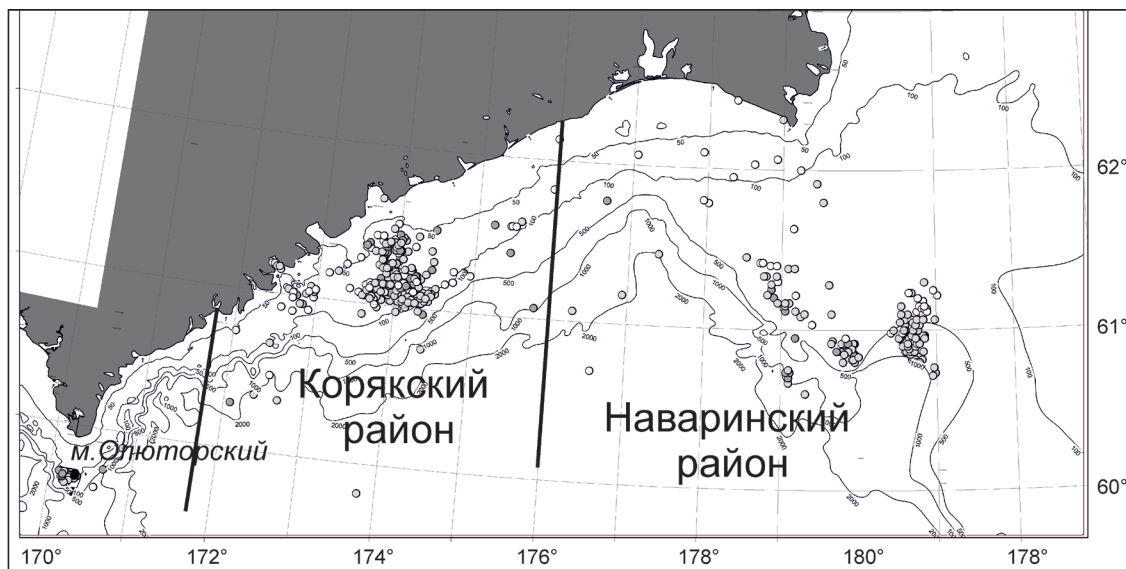 62°
61°
Корякский
район
Наваринский
район
м.Олюторский
60°
170°
172°
174°
176°
178°
180°
178°